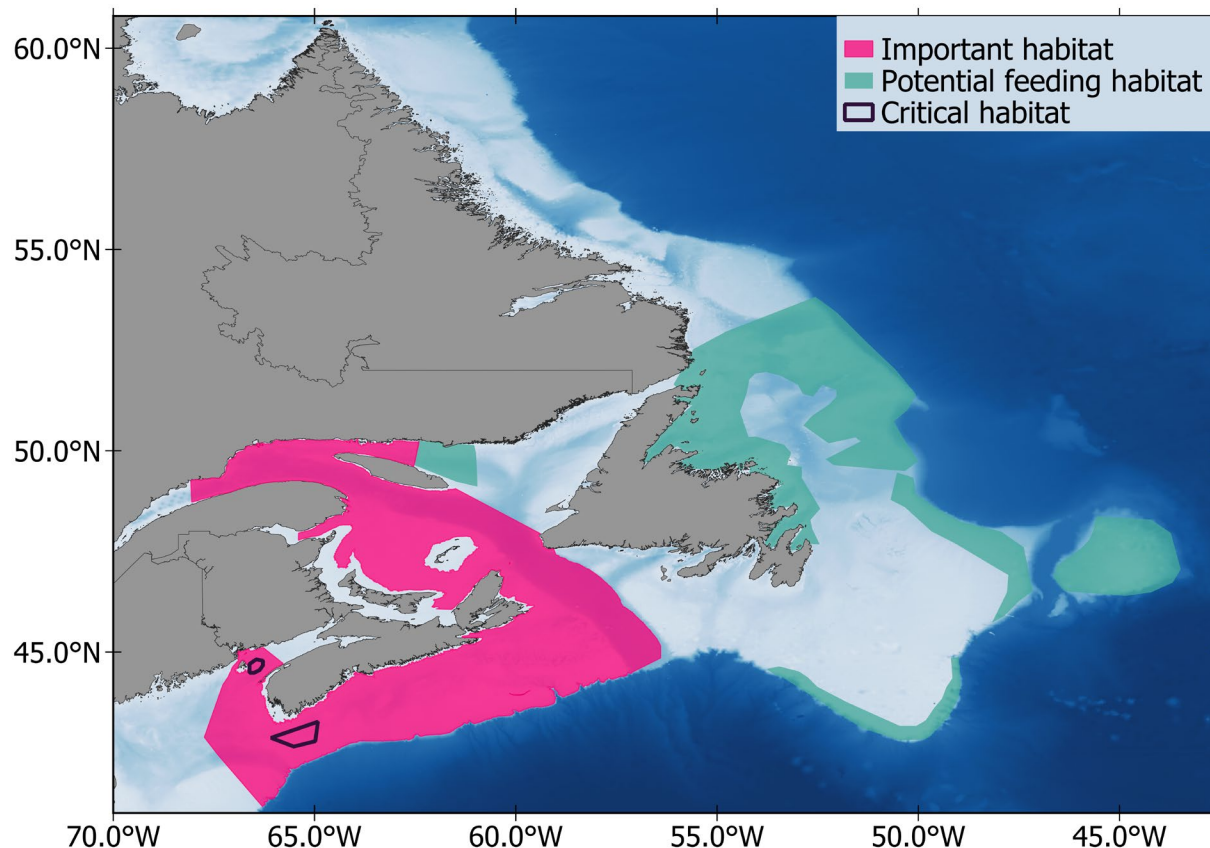 60.0°N
55.0°N
50.0°N
45.0°N
Important habitat
Potential feeding habitat
Critical habitat
70.0°W 65.0°W 60.0°W 55.0°W 50.0°W 45.0°W